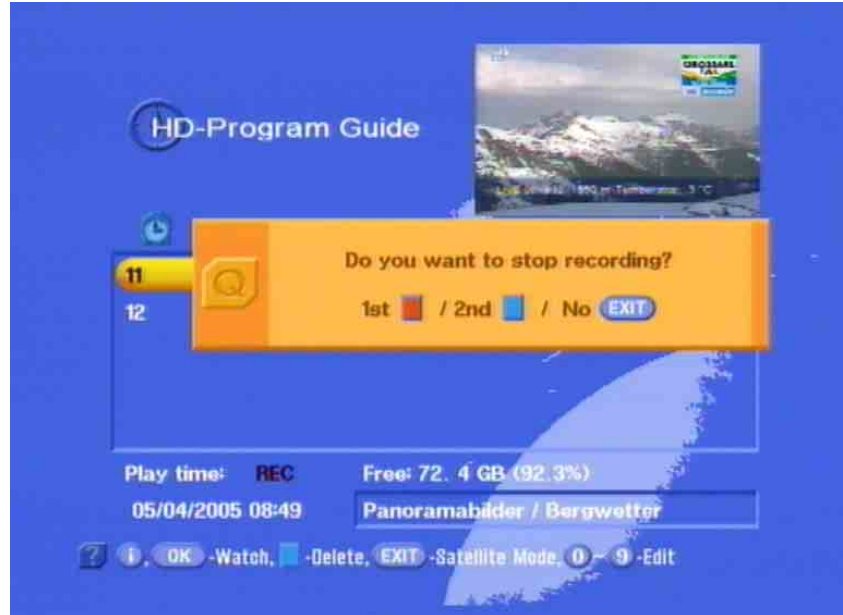 GROSSARL
HD-Program Guide
Do you want to stop recording?
11
Q
12
1st / 2nd / No EXIT
Play time: REC
Free: 72. 4 GB (92.3%)
05/04/2005 08:49
Panoramabilder / Bergwetter
? i, OK -Watch, -Delete, EXIT -Satellite Mode, 0 ~ 9 -Edit